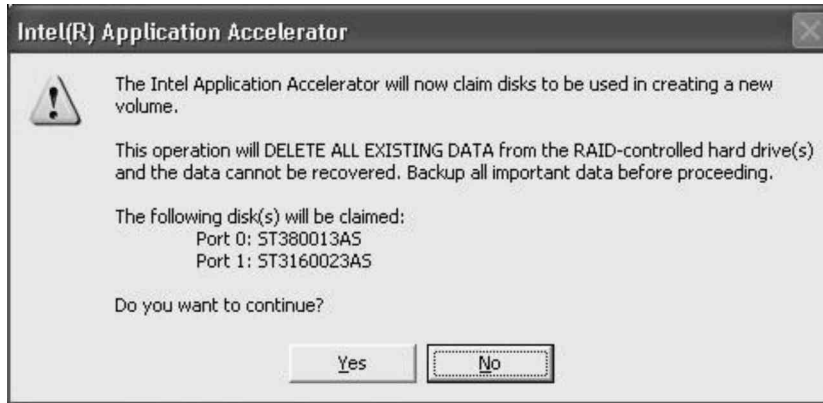 Intel(R) Application Accelerator
The Intel Application Accelerator will now claim disks to be used in creating a new
volume.
This operation will DELETE ALL EXISTING DATA from the RAID-controlled hard drive(s)
and the data cannot be recovered. Backup all important data before proceeding.
The following disk(s) will be claimed:
Port 0: ST380013AS
Port 1: ST3160023AS
Do you want to continue?
Yes No